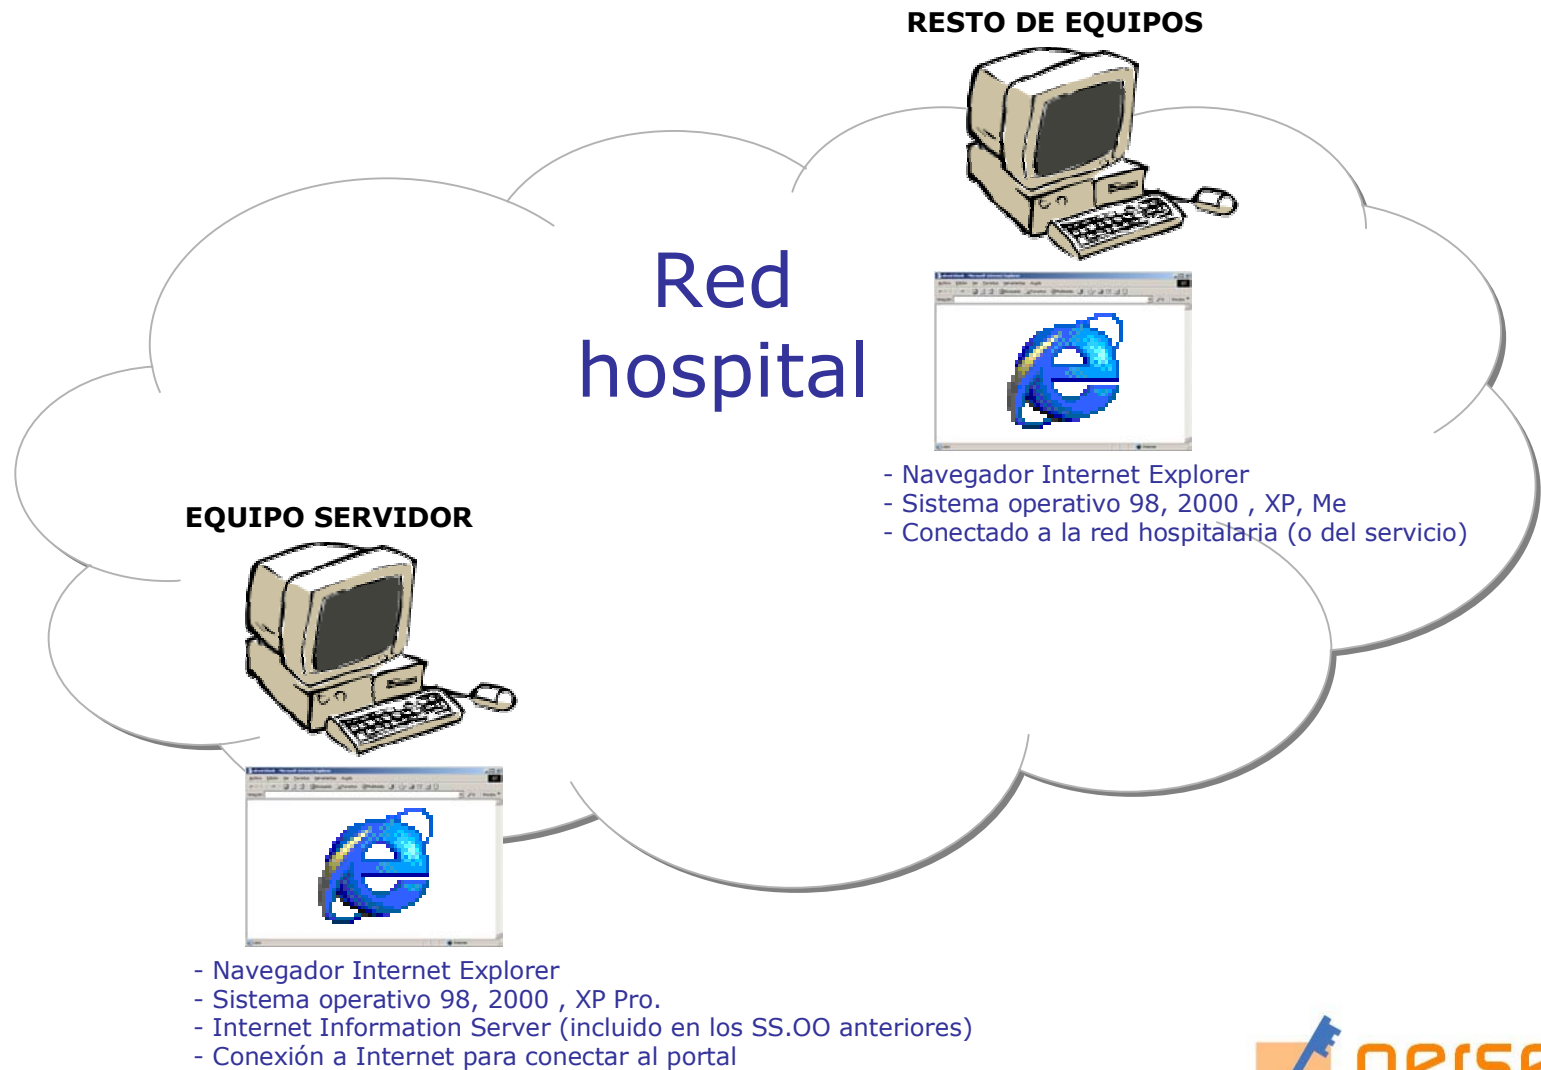 RESTO DE EQUIPOS
Red
hospital
- Navegador Internet Explorer
- Sistema operativo 98, 2000 , XP, Me
- Conectado a la red hospitalaria (o del servicio)
EQUIPO SERVIDOR
- Navegador Internet Explorer
- Sistema operativo 98, 2000 , XP Pro.
- Internet Information Server (incluido en los SS.OO anteriores)
- Conexión a Internet para conectar al portal